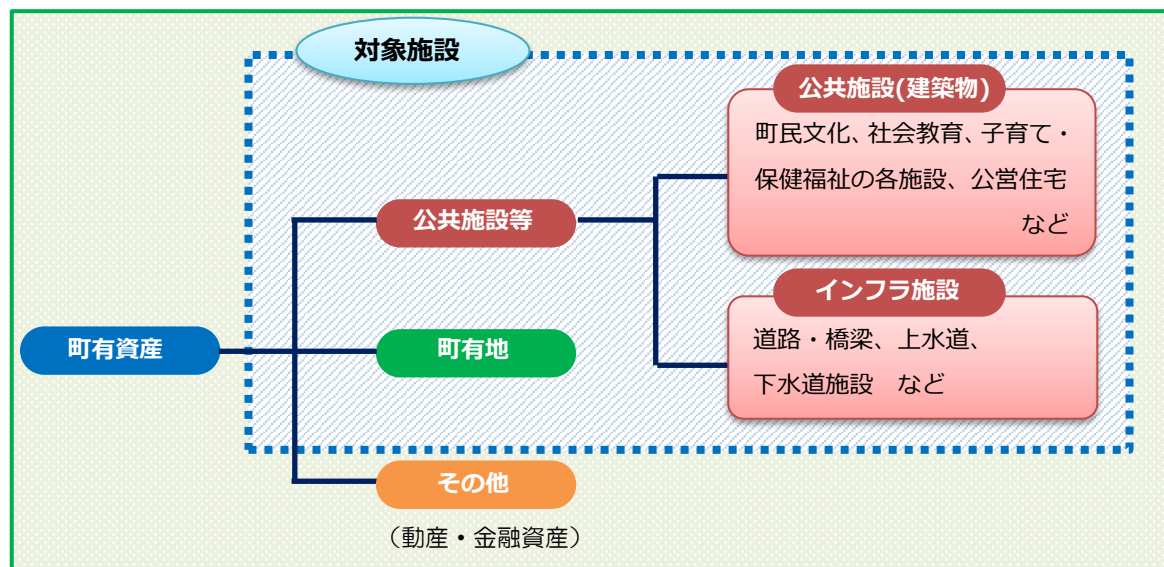 対象施設
公共施設(建築物)
町民文化、社会教育、子育て・
保健福祉の各施設、公営住宅
など
公共施設等
インフラ施設
道路・橋梁、上水道、
下水道施設　など
町有資産
町有地
その他
（動産・金融資産）